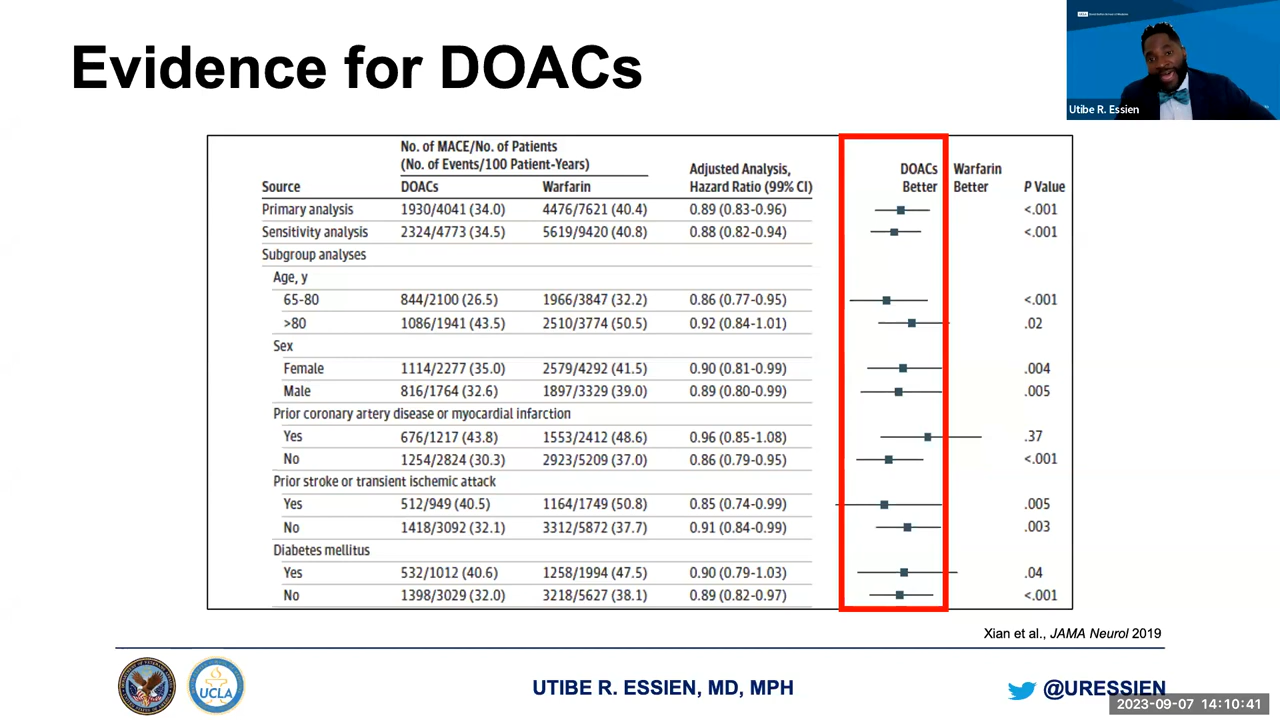 Evidence for DOACs
Utibe R. Essien
No. of MACE/No. of Patients
(No. of Events/100 Patient-Years)
Adjusted Analysis,
Hazard Ratio (99% CI)
DOACs Better
Warfarin Better
Source DOACs Warfarin P Value
Primary analysis 1930/4041 (34.0) 4476/7621 (40.4) 0.89 (0.83-0.96) <.001
Sensitivity analysis 2324/4773 (34.5) 5619/9420 (40.8) 0.88 (0.82-0.94) <.001
Subgroup analyses
Age, y
65-80 844/2100 (26.5) 1966/3847 (32.2) 0.86 (0.77-0.95) <.001
>80 1086/1941 (43.5) 2510/3774 (50.5) 0.92 (0.84-1.01) .02
Sex
Female 1114/2277 (35.0) 2579/4292 (41.5) 0.90 (0.81-0.99) .004
Male 816/1764 (32.6) 1897/3329 (39.0) 0.89 (0.80-0.99) .005
Prior coronary artery disease or myocardial infarction
Yes 676/1217 (43.8) 1553/2412 (48.6) 0.96 (0.85-1.08) .37
No 1254/2824 (30.3) 2923/5209 (37.0) 0.86 (0.79-0.95) <.001
Prior stroke or transient ischemic attack
Yes 512/949 (40.5) 1164/1749 (50.8) 0.85 (0.74-0.99) .005
No 1418/3092 (32.1) 3312/5872 (37.7) 0.91 (0.84-0.99) .003
Diabetes mellitus
Yes 532/1012 (40.6) 1258/1994 (47.5) 0.90 (0.79-1.03) .04
No 1398/3029 (32.0) 3218/5627 (38.1) 0.89 (0.82-0.97) <.001
Xian et al., JAMA Neurol 2019
UCLA
UTIBE R. ESSIEN, MD, MPH
@URESSIEN
2023-09-07 14:10:41